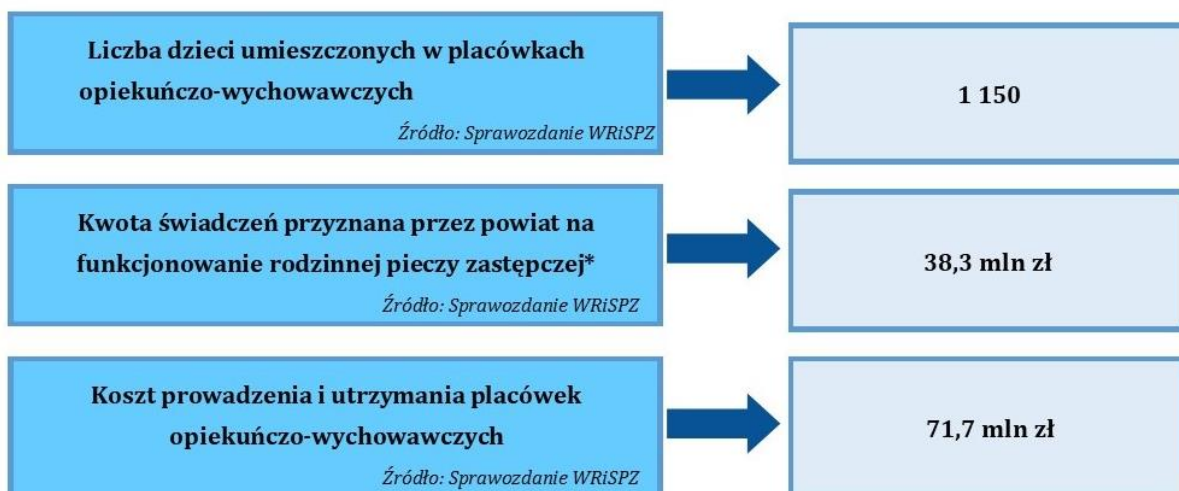 Liczba dzieci umieszczonych w placówkach
opiekuńczo-wychowawczych
Źródło: Sprawozdanie WRiSPZ
1 150
Kwota świadczeń przyznana przez powiat na
funkcjonowanie rodzinnej pieczy zastępczej*
Źródło: Sprawozdanie WRiSPZ
38,3 mln zł
Koszt prowadzenia i utrzymania placówek
opiekuńczo-wychowawczych
Źródło: Sprawozdanie WRiSPZ
71,7 mln zł